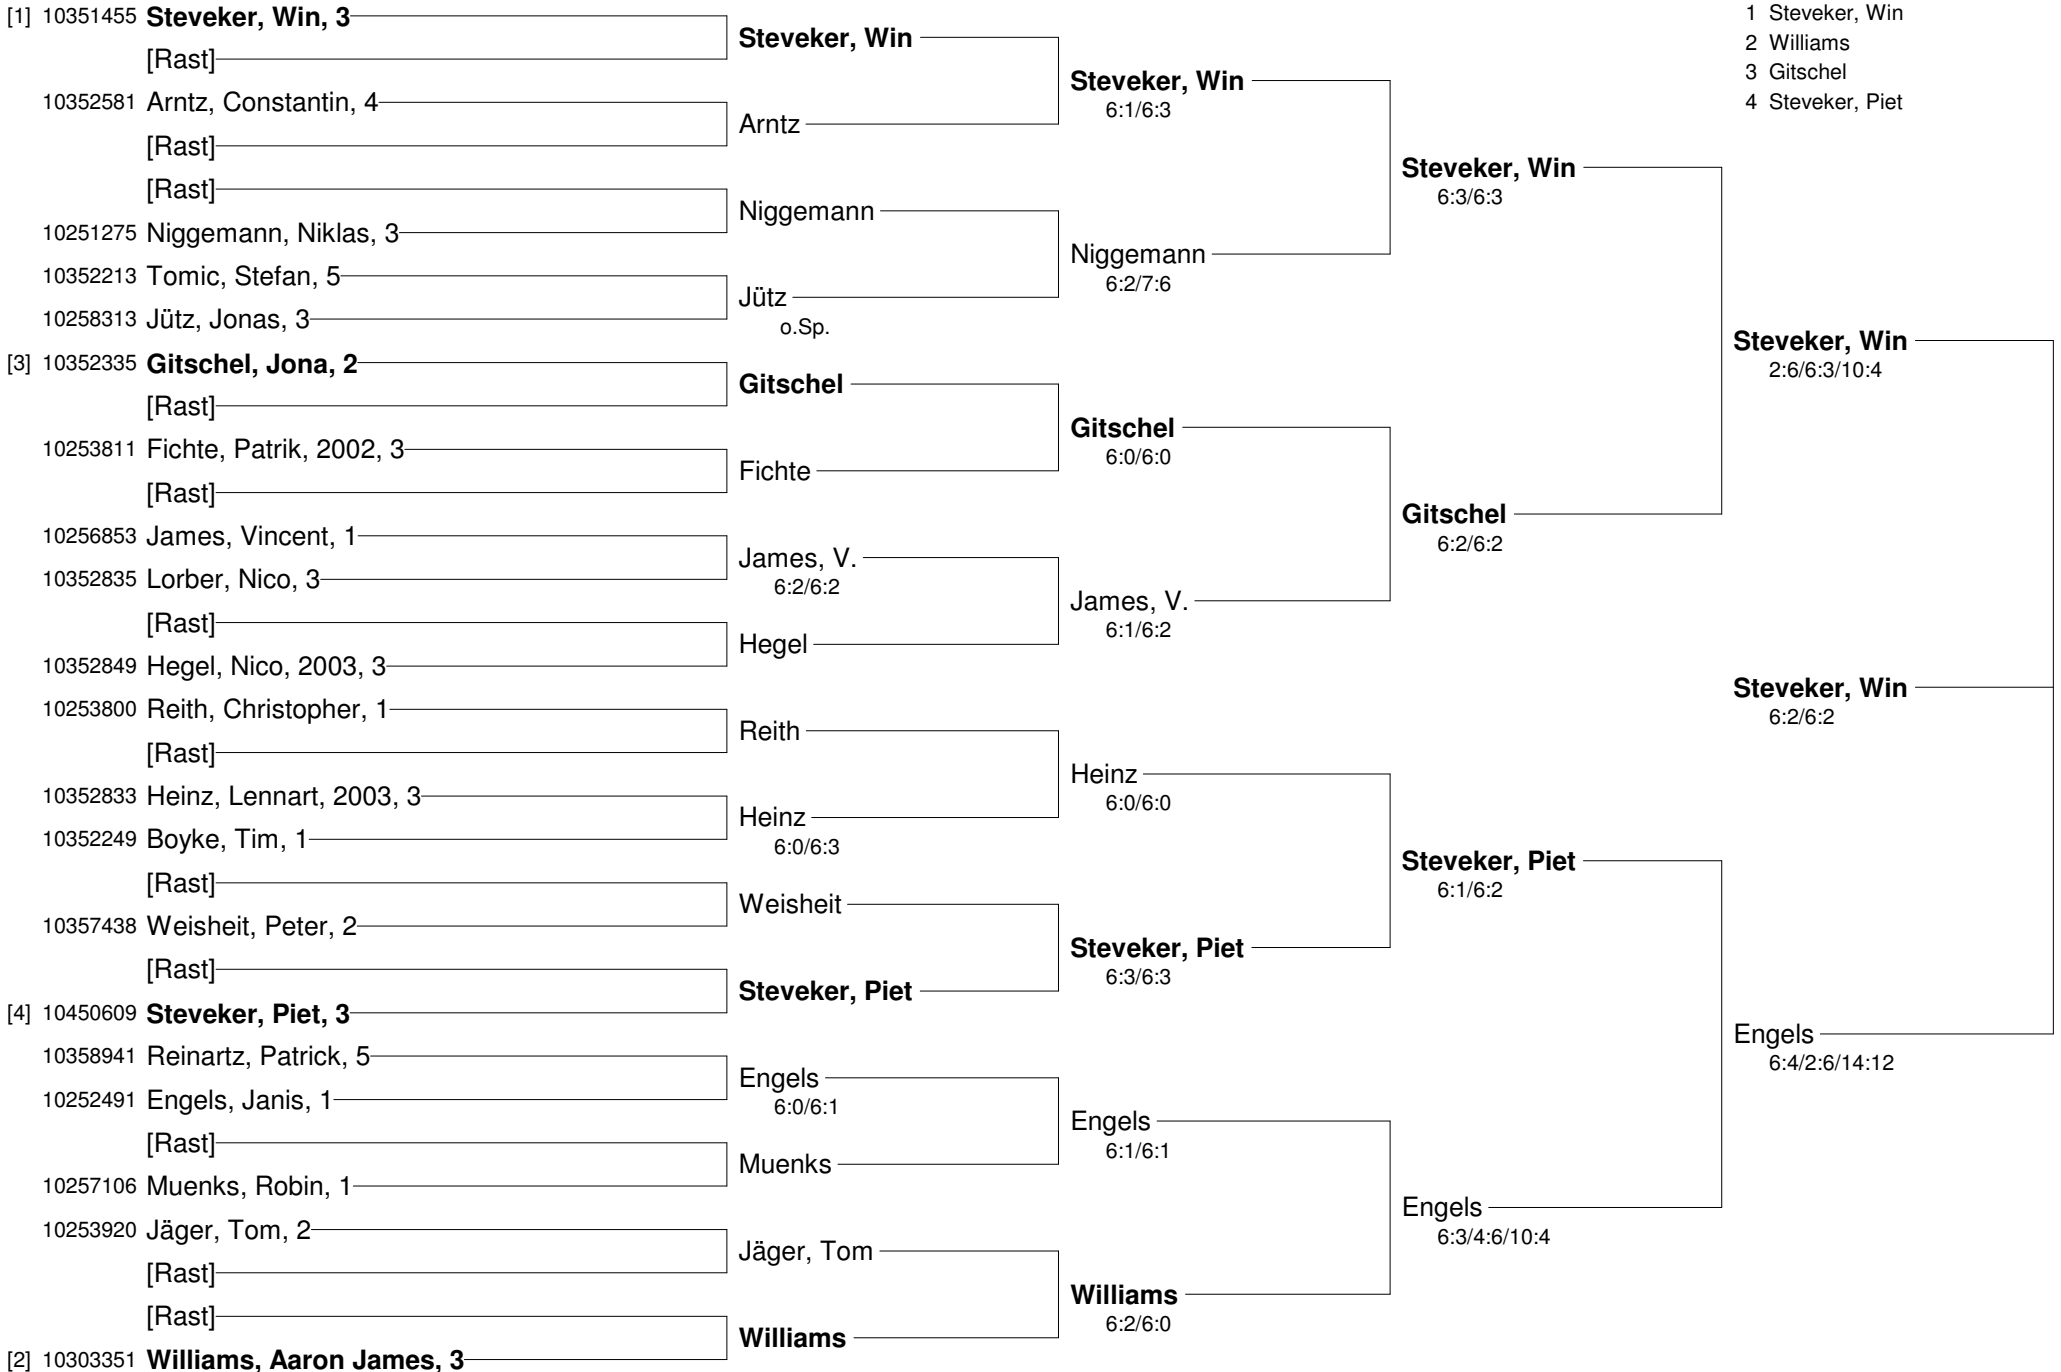 [1] 10351455 Steveker, Win, 3
[Rast]
10352581 Arntz, Constantin, 4
[Rast]
[Rast]
10251275 Niggemann, Niklas, 3
10352213 Tomic, Stefan, 5
10258313 Jütz, Jonas, 3
[3] 10352335 Gitschel, Jona, 2
[Rast]
10253811 Fichte, Patrik, 2002, 3
[Rast]
10256853 James, Vincent, 1
10352835 Lorber, Nico, 3
[Rast]
10352849 Hegel, Nico, 2003, 3
10253800 Reith, Christopher, 1
[Rast]
10352833 Heinz, Lennart, 2003, 3
10352249 Boyke, Tim, 1
[Rast]
10357438 Weisheit, Peter, 2
[Rast]
[4] 10450609 Steveker, Piet, 3
10358941 Reinartz, Patrick, 5
10252491 Engels, Janis, 1
[Rast]
10257106 Muenks, Robin, 1
10253920 Jäger, Tom, 2
[Rast]
[Rast]
[2] 10303351 Williams, Aaron James, 3
Steveker, Win
Arntz
Niggemann
Jütz
o.Sp.
Gitschel
Fichte
James, V.
6:2/6:2
Hegel
Reith
Heinz
6:0/6:3
Weisheit
Steveker, Piet
Engels
6:0/6:1
Muenks
Jäger, Tom
Williams
Steveker, Win
6:1/6:3
Niggemann
6:2/7:6
Gitschel
6:0/6:0
James, V.
6:1/6:2
Heinz
6:0/6:0
Steveker, Piet
6:3/6:3
Engels
6:1/6:1
Williams
6:2/6:0
Steveker, Win
6:3/6:3
Gitschel
6:2/6:2
Steveker, Piet
6:1/6:2
Engels
6:3/4:6/10:4
1 Steveker, Win
2 Williams
3 Gitschel
4 Steveker, Piet
Steveker, Win
2:6/6:3/10:4
Steveker, Win
6:2/6:2
Engels
6:4/2:6/14:12